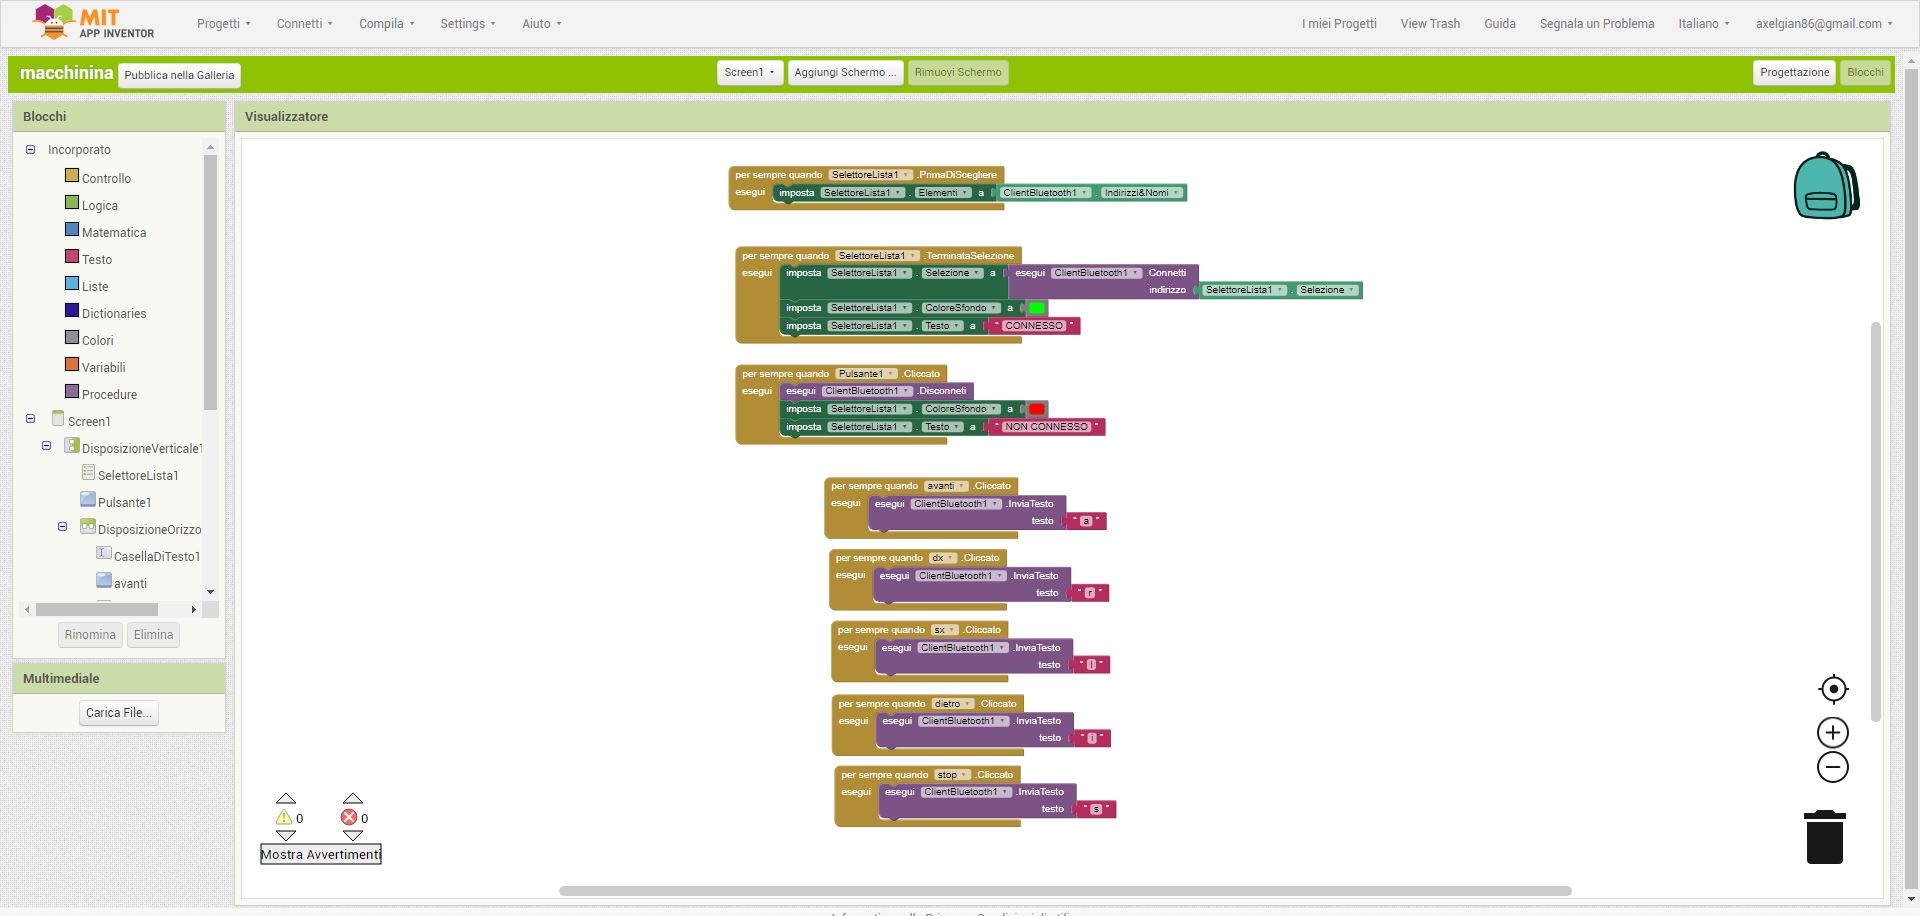 MIT
APP INVENTOR
Progetti
Connetti
Compila
Settings
Aiuto
I miei Progetti
View Trash
Guida
Segnala un Problema
Italiano
axelgian86@gmail.com
macchinina
Pubblica nella Galleria
Screen1
Aggiungi Schermo ...
Rimuovi Schermo
Progettazione
Blocchi
Blocchi
Incorporato
Controllo
Logica
Matematica
Testo
Liste
Dictionaries
Colori
Variabili
Procedure
Screen1
DisposizioneVerticale1
SelettoreLista1
Pulsante1
DisposizioneOrizzo
CasellaDiTesto1
avanti
Rinomina
Elimina
Multimediale
Carica File...
Visualizzatore
per sempre quando SelettoreLista1 .PrimaDiScegliere
esegui imposta SelettoreLista1 . Elementi a ClientBluetooth1 . Indirizzi&Nomi
per sempre quando SelettoreLista1 .TerminataSelezione
esegui imposta SelettoreLista1 . Selezione a esegui ClientBluetooth1 .Connetti
indirizzo SelettoreLista1 . Selezione
imposta SelettoreLista1 . ColoreSfondo a
imposta SelettoreLista1 . Testo a " CONNESSO "
per sempre quando Pulsante1 .Cliccato
esegui esegui ClientBluetooth1 .Disconneti
imposta SelettoreLista1 . ColoreSfondo a
imposta SelettoreLista1 . Testo a " NON CONNESSO "
per sempre quando avanti .Cliccato
esegui esegui ClientBluetooth1 .InviaTesto
testo " a "
per sempre quando dx .Cliccato
esegui esegui ClientBluetooth1 .InviaTesto
testo " r "
per sempre quando sx .Cliccato
esegui esegui ClientBluetooth1 .InviaTesto
testo " l "
per sempre quando dietro .Cliccato
esegui esegui ClientBluetooth1 .InviaTesto
testo " i "
per sempre quando stop .Cliccato
esegui esegui ClientBluetooth1 .InviaTesto
testo " s "
0
0
Mostra Avvertimenti